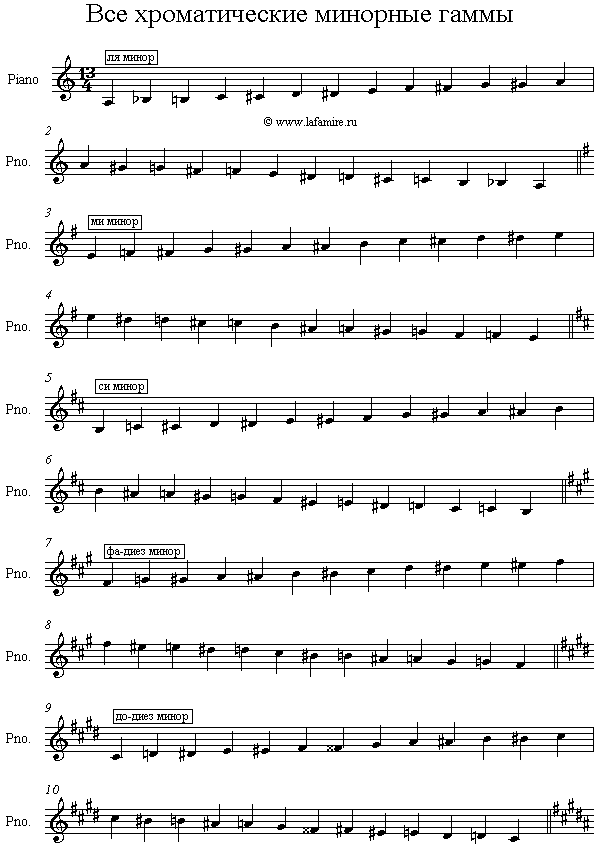 Все хроматические минорные гаммы
ля минор
Piano
13
4
© www.lafamire.ru
2
Pno.
3
ми минор
Pno.
4
Pno.
5
си минор
Pno.
6
Pno.
7
фа-диез минор
Pno.
8
Pno.
9
до-диез минор
Pno.
10
Pno.